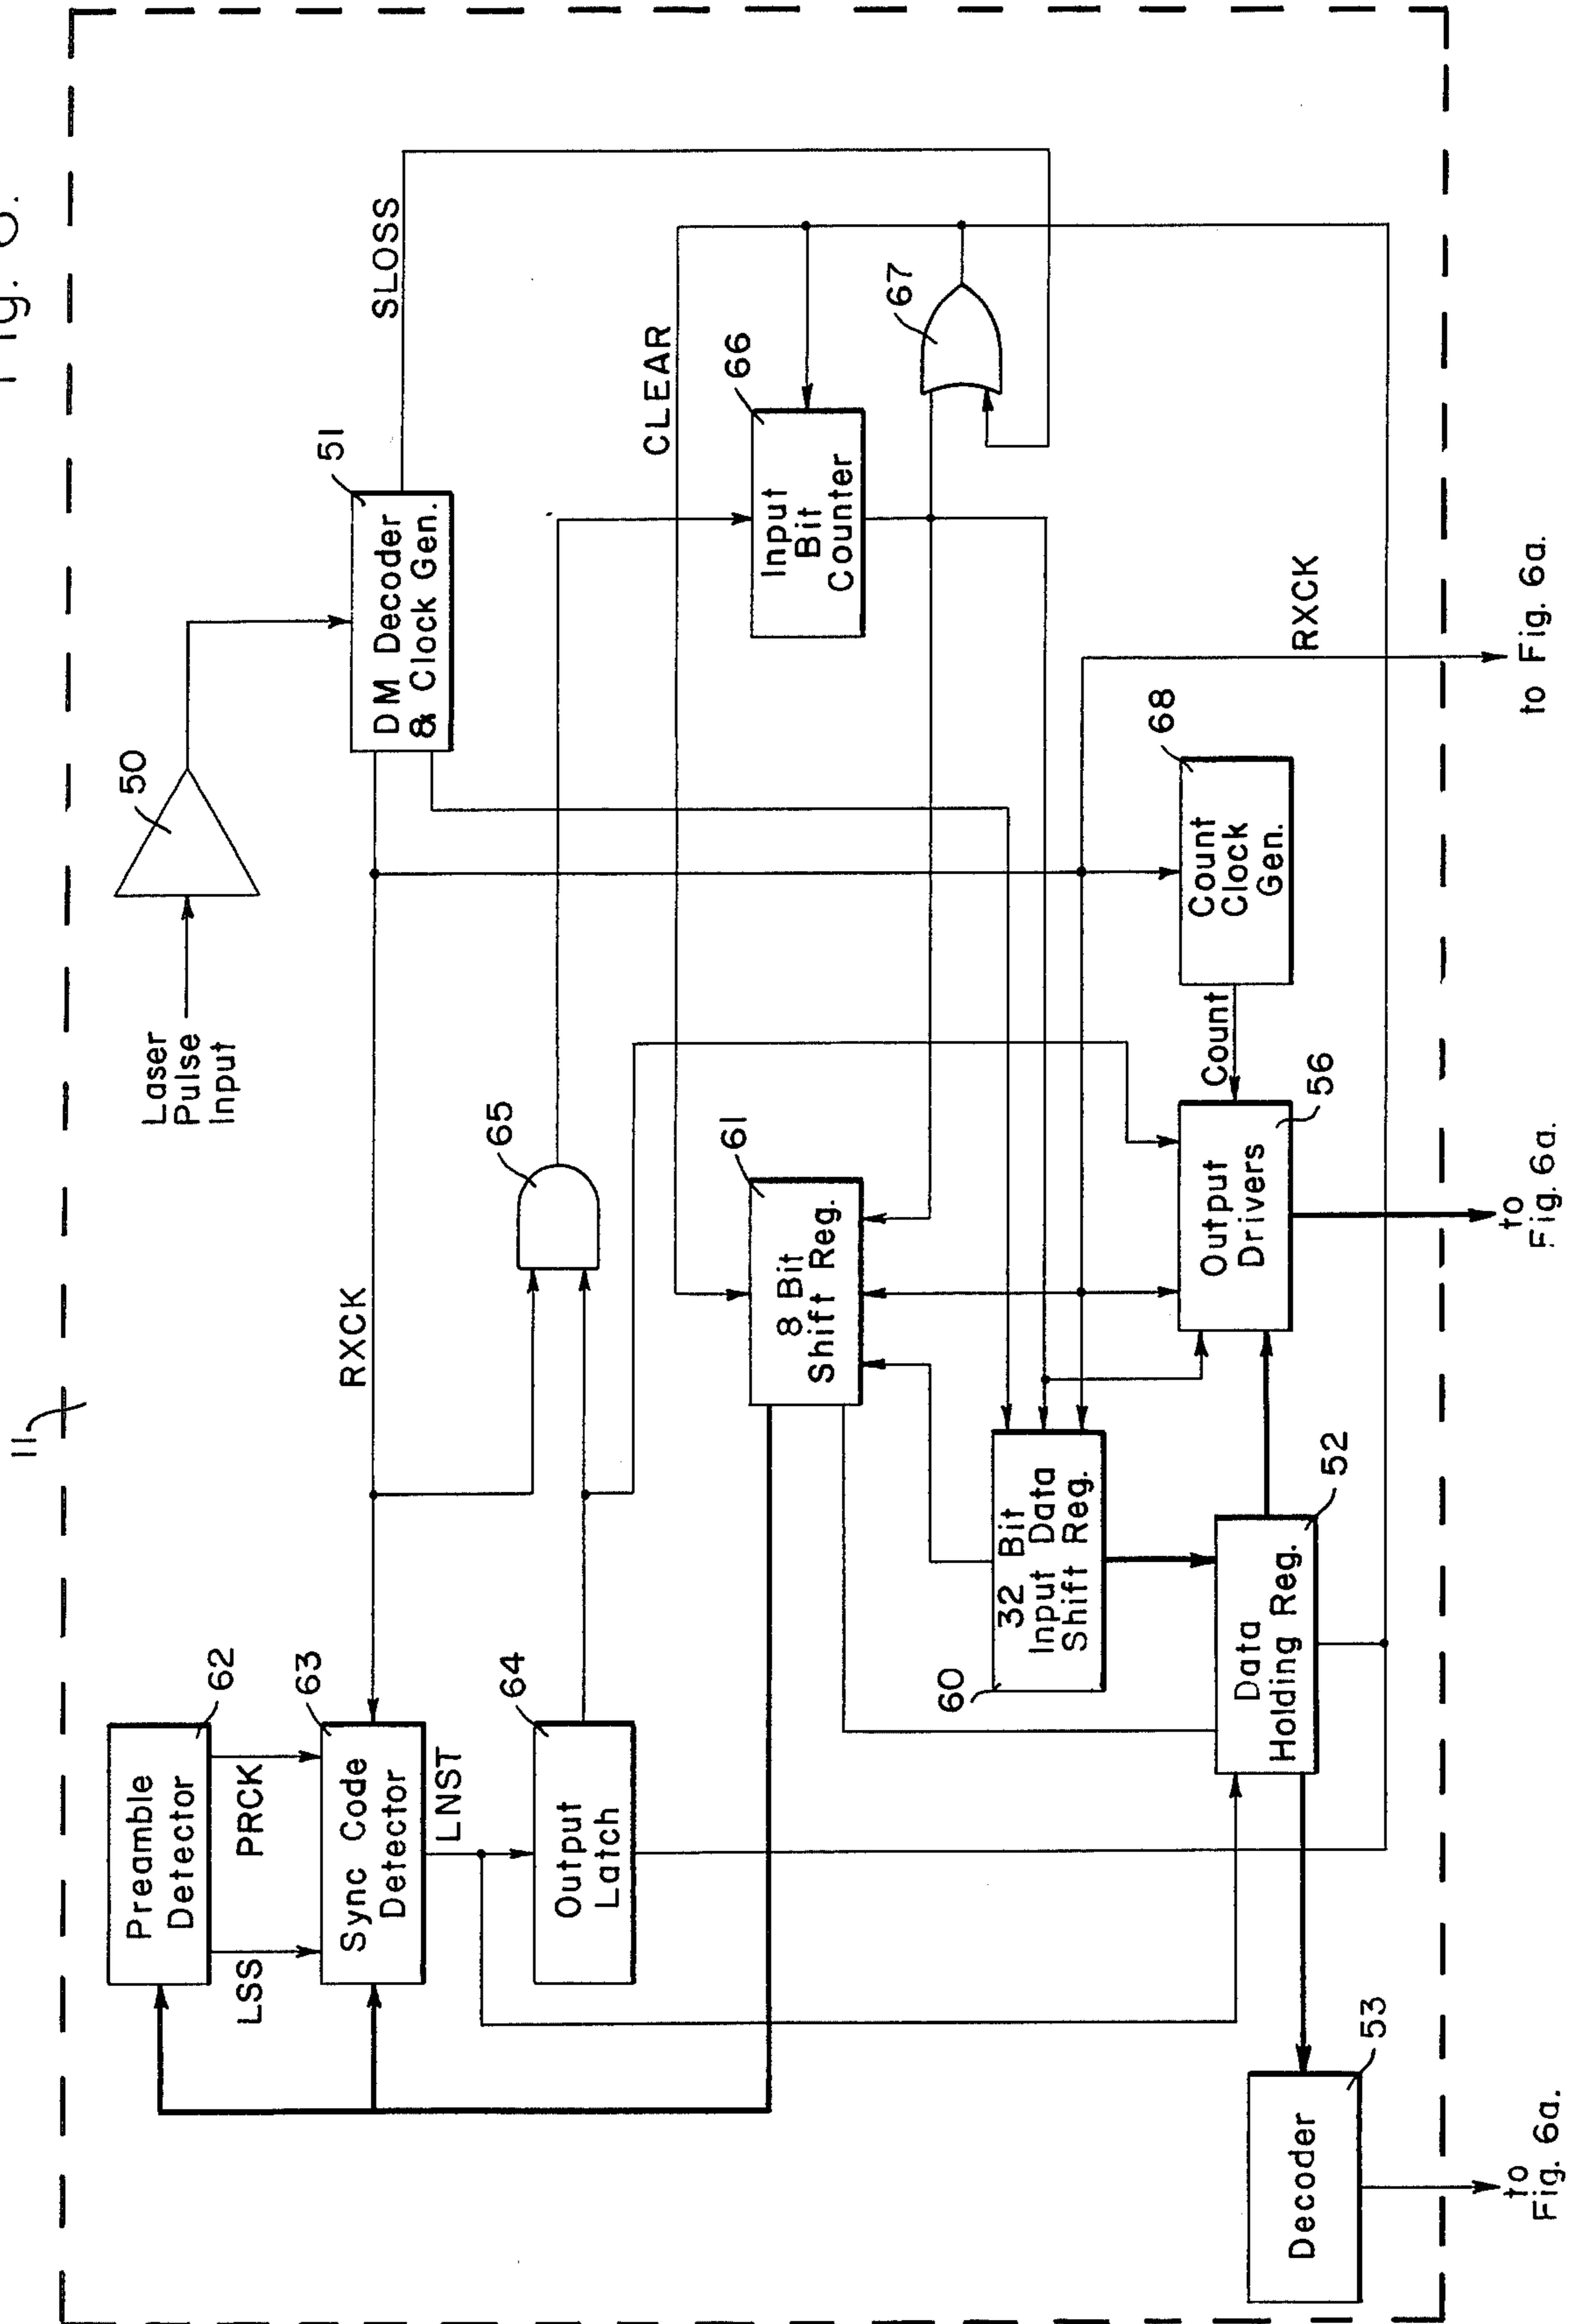 11
Laser
Pulse
Input
50
51
DM Decoder
& Clock Gen.
SLOSS
RXCK
62
Preamble
Detector
LSS
PRCK
63
Sync Code
Detector
LNST
64
Output
Latch
65
CLEAR
66
Input
Bit
Counter
67
61
8 Bit
Shift Reg.
60
32 Bit
Input Data
Shift Reg.
68
Count
Clock
Gen.
Count
RXCK
to Fig. 6a.
56
Output
Drivers
to
Fig. 6a.
52
Data
Holding Reg.
53
Decoder
to
Fig. 6a.